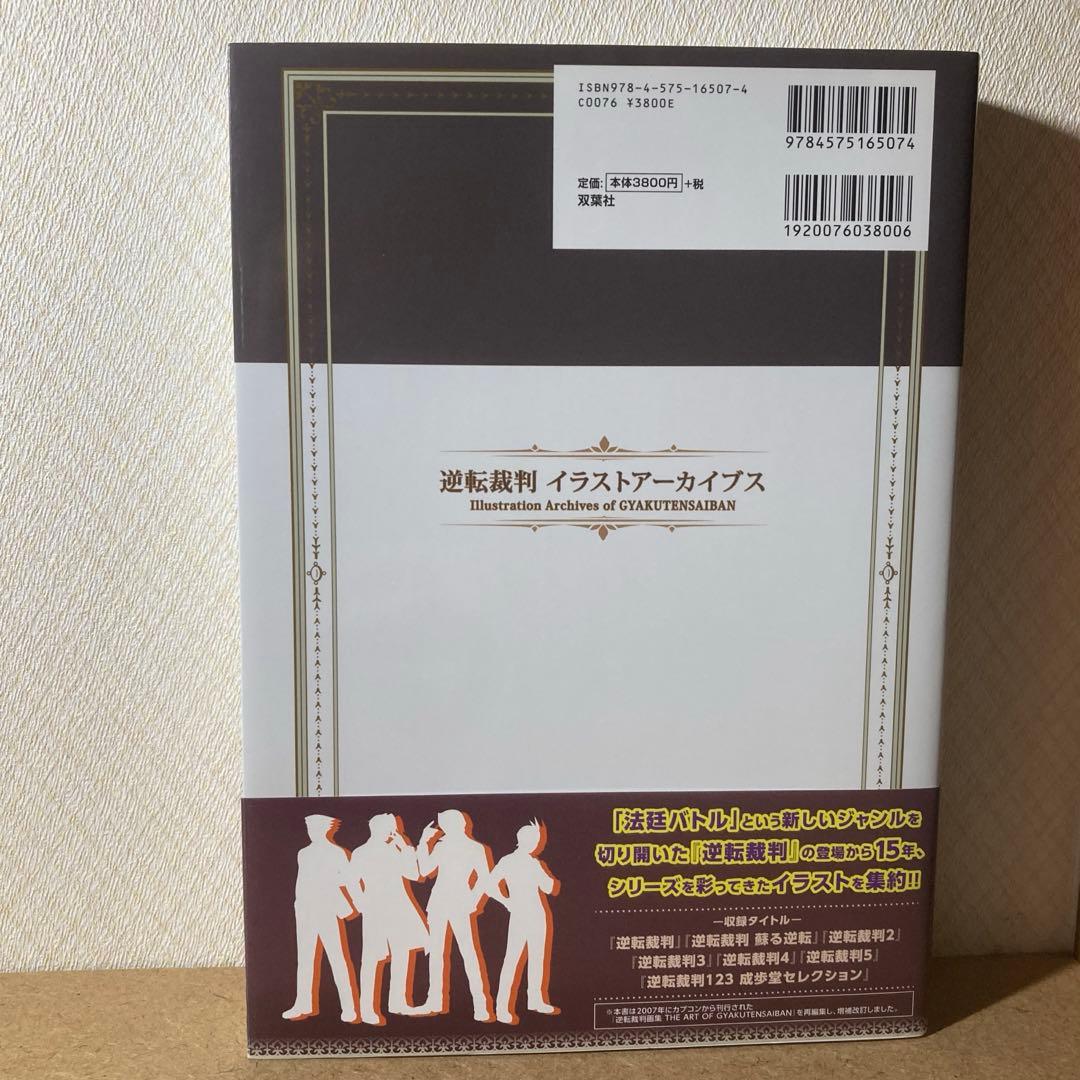 ISBN978-4-575-16507-4
C0076 ¥3800E
9784575165074
定価: 本体3800円 +税
双葉社
1920076038006
逆転裁判 イラストアーカイブス
Illustration Archives of GYAKUTENSAIBAN
「法廷バトル」という新しいジャンルを
切り開いた『逆転裁判』の登場から15年、
シリーズを彩ってきたイラストを集約!!
―収録タイトル―
『逆転裁判』『逆転裁判 蘇る逆転』『逆転裁判2』
『逆転裁判3』『逆転裁判4』『逆転裁判5』
『逆転裁判123 成歩堂セレクション』
※本書は2007年にカプコンから刊行された
「逆転裁判画集 THE ART OF GYAKUTENSAIBAN」を再編集し、増補改訂しました。